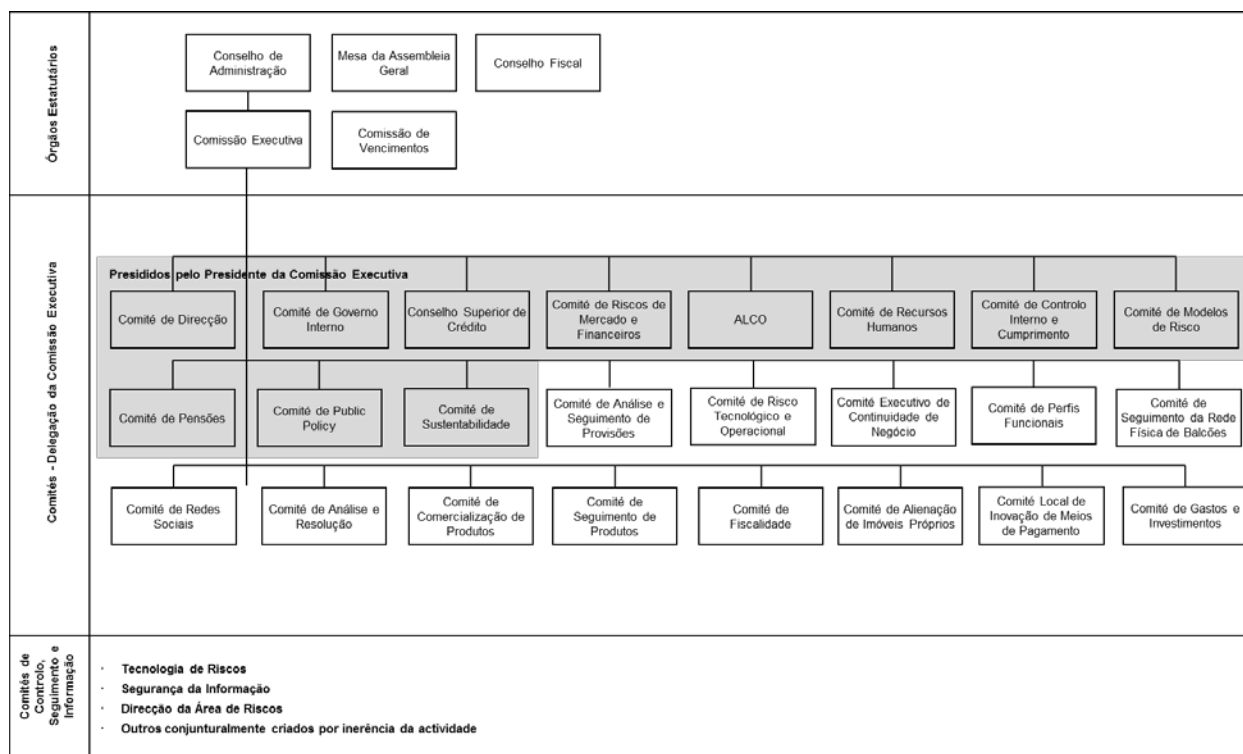 Órgãos Estatutários
Conselho de
Administração
Mesa da Assembleia
Geral
Conselho Fiscal
Comissão Executiva
Comissão de
Vencimentos
Comités - Delegação da Comissão Executiva
Presididos pelo Presidente da Comissão Executiva
Comité de Direcção
Comité de Governo
Interno
Conselho Superior de
Crédito
Comité de Riscos de
Mercado e
Financeiros
ALCO
Comité de Recursos
Humanos
Comité de Controlo
Interno e
Cumprimento
Comité de Modelos
de Risco
Comité de Pensões
Comité de Public
Policy
Comité de
Sustentabilidade
Comité de Análise e
Seguimento de
Provisões
Comité de Risco
Tecnológico e
Operacional
Comité Executivo de
Continuidade de
Negócio
Comité de Perfis
Funcionais
Comité de
Seguimento da Rede
Física de Balcões
Comité de Redes
Sociais
Comité de Análise e
Resolução
Comité de
Comercialização de
Produtos
Comité de
Seguimento de
Produtos
Comité de
Fiscalidade
Comité de Alienação
de Imóveis Próprios
Comité Local de
Inovação de Meios
de Pagamento
Comité de Gastos e
Investimentos
Comités de
Controlo,
Seguimento e
Informação
· Tecnologia de Riscos
· Segurança da Informação
· Direcção da Área de Riscos
· Outros conjunturalmente criados por inerência da actividade